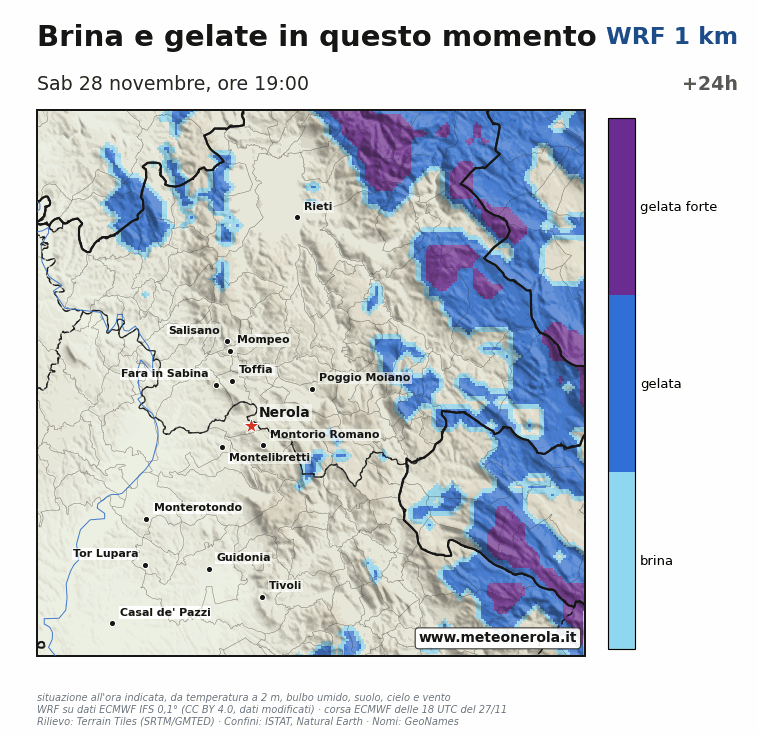 Brina e gelate in questo momento WRF 1 km
Sab 28 novembre, ore 19:00 +24h
Rieti
Salisano
Mompeo
Fara in Sabina
Toffia
Poggio Moiano
Nerola
Montorio Romano
Montelibretti
Monterotondo
Tor Lupara
Guidonia
Tivoli
Casal de' Pazzi
www.meteonerola.it
gelata forte
gelata
brina
situazione all'ora indicata, da temperatura a 2 m, bulbo umido, suolo, cielo e vento
WRF su dati ECMWF IFS 0,1° (CC BY 4.0, dati modificati) · corsa ECMWF delle 18 UTC del 27/11
Rilievo: Terrain Tiles (SRTM/GMTED) · Confini: ISTAT, Natural Earth · Nomi: GeoNames